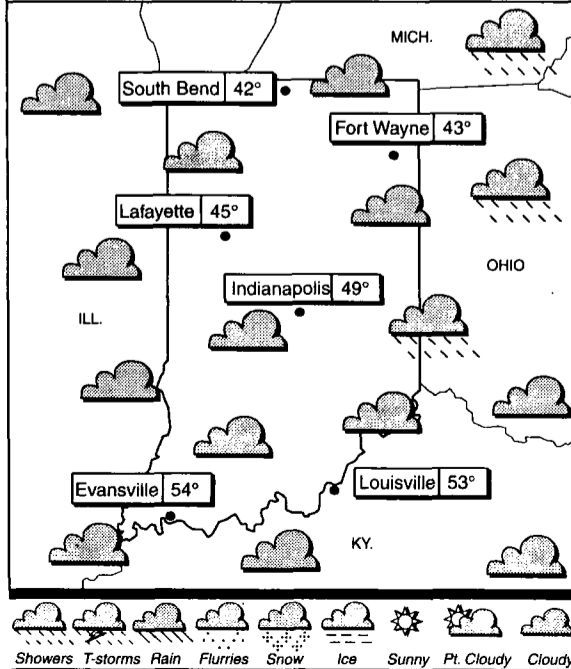 MICH.
South Bend 42°
Fort Wayne 43°
Lafayette 45°
OHIO
Indianapolis 49°
ILL.
Evansville 54°
Louisville 53°
KY.
Showers T-storms Rain Flurries Snow Ice Sunny Pt. Cloudy Cloudy